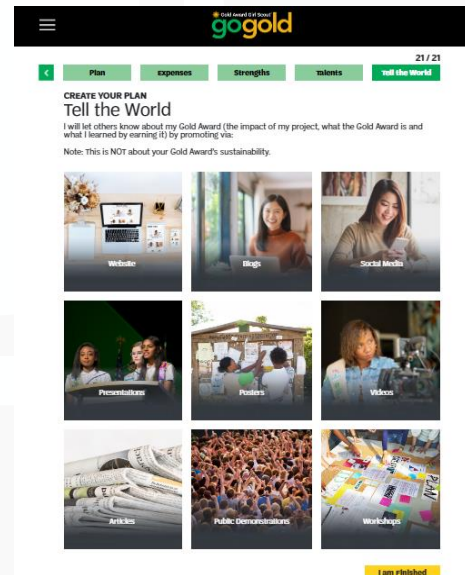 Gold Award Girl Scout
gogold
21 / 21
Plan
Expenses
Strengths
Talents
Tell the World
CREATE YOUR PLAN
Tell the World
I will let others know about my Gold Award (the impact of my project, what the Gold Award is and
what I learned by earning it) by promoting via:
Note: This is NOT about your Gold Award's sustainability.
Website
Blogs
Social Media
Presentations
Posters
Videos
Articles
Public Demonstrations
Workshops
PLAN
I am Finished